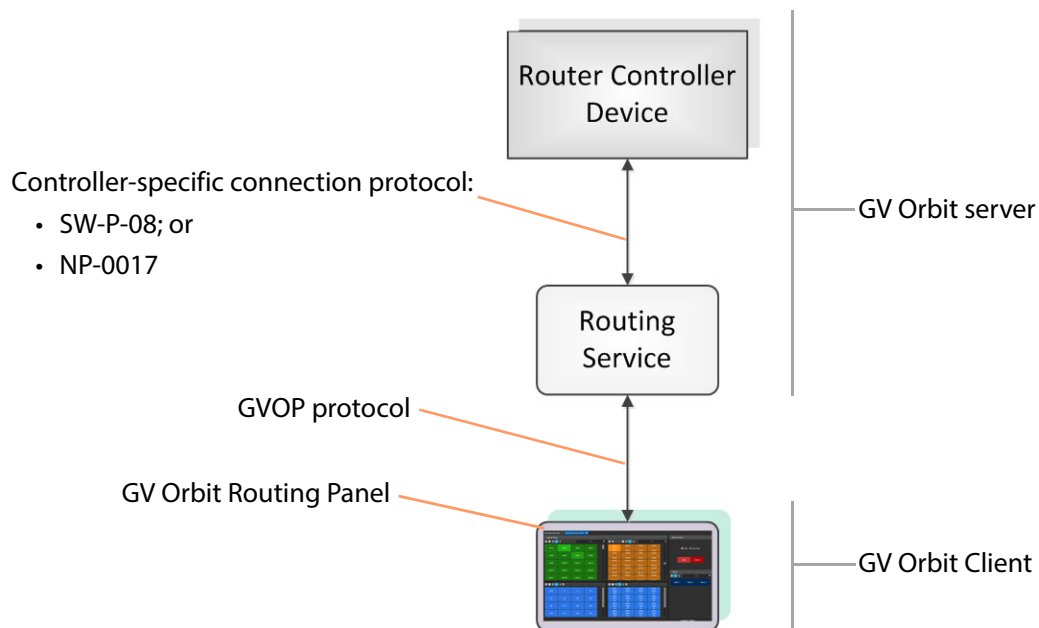 Router Controller
Device
Controller-specific connection protocol:
• SW-P-08; or
• NP-0017
GV Orbit server
Routing
Service
GVOP protocol
GV Orbit Routing Panel
GV Orbit Client